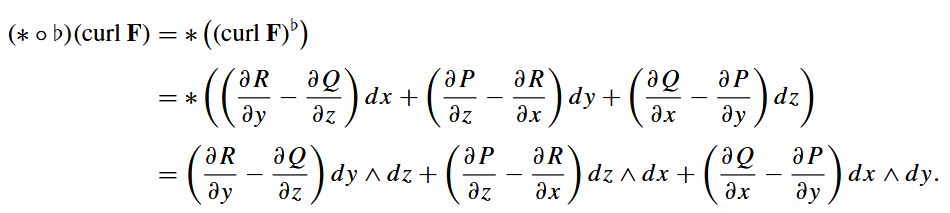 (∗ ∘ ♭)(curl F) = ∗ ((curl F)^♭)
= ∗ ((∂R/∂y − ∂Q/∂z) dx + (∂P/∂z − ∂R/∂x) dy + (∂Q/∂x − ∂P/∂y) dz)
= (∂R/∂y − ∂Q/∂z) dy ∧ dz + (∂P/∂z − ∂R/∂x) dz ∧ dx + (∂Q/∂x − ∂P/∂y) dx ∧ dy.